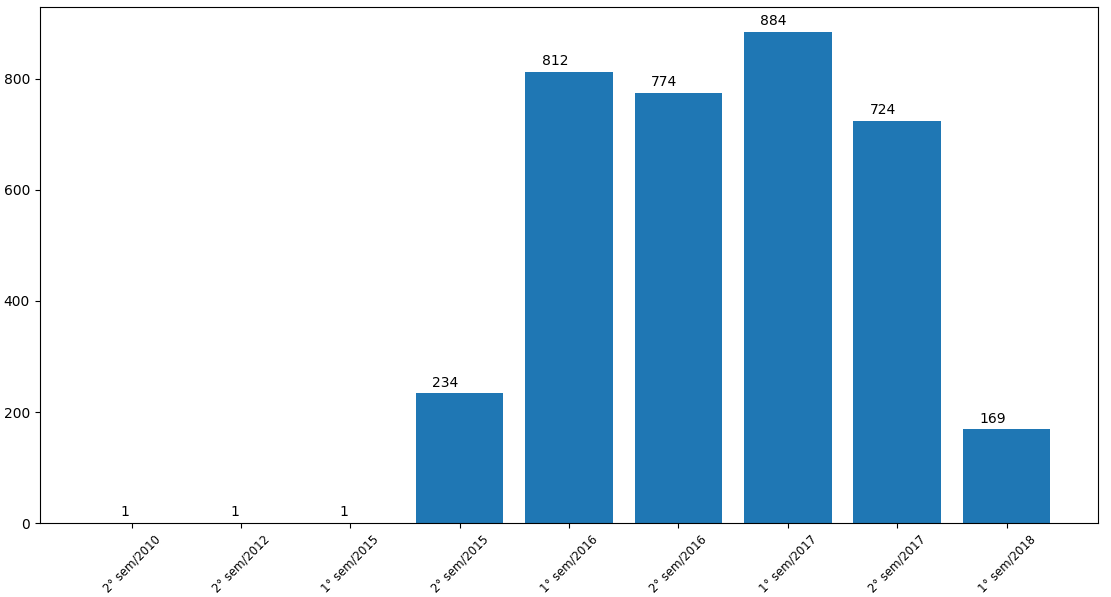 884
812
774
724
234
169
1
1
1
800
600
400
200
0
2° sem/2010
2° sem/2012
1° sem/2015
2° sem/2015
1° sem/2016
2° sem/2016
1° sem/2017
2° sem/2017
1° sem/2018